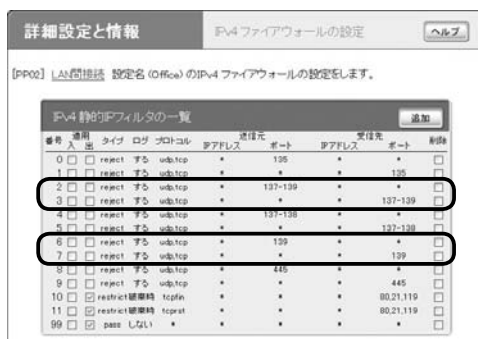 詳細設定と情報 IPv4ファイアウォールの設定 ヘルプ
[PP02] LAN間接続 設定名(Office)のIPv4 ファイアウォールの設定をします。
IPv4 静的IPフィルタの一覧 追加
番号 適用 入 出 タイプ ログ プロトコル 送信元 IPアドレス ポート 受信先 IPアドレス ポート 削除
0 reject する udp,tcp * 135 * *
1 reject する udp,tcp * * * 135
2 reject する udp,tcp * 137-139 * *
3 reject する udp,tcp * * * 137-139
4 reject する udp,tcp * 137-138 * *
5 reject する udp,tcp * * * 137-138
6 reject する udp,tcp * 139 * *
7 reject する udp,tcp * * * 139
8 reject する udp,tcp * 445 * *
9 reject する udp,tcp * * * 445
10 restrict 破棄時 tcpfin * * * 80,21,119
11 restrict 破棄時 tcprst * * * 80,21,119
99 pass しない * * * * *